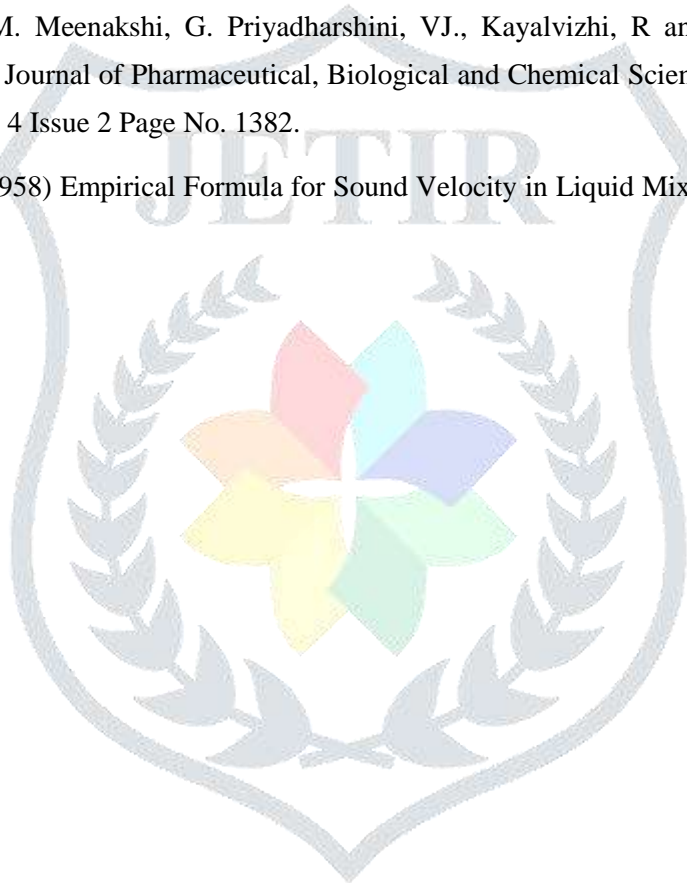 M. Meenakshi, G. Priyadharshini, VJ., Kayalvizhi, R an
Journal of Pharmaceutical, Biological and Chemical Scien
4 Issue 2 Page No. 1382.
958) Empirical Formula for Sound Velocity in Liquid Mix
JETIR